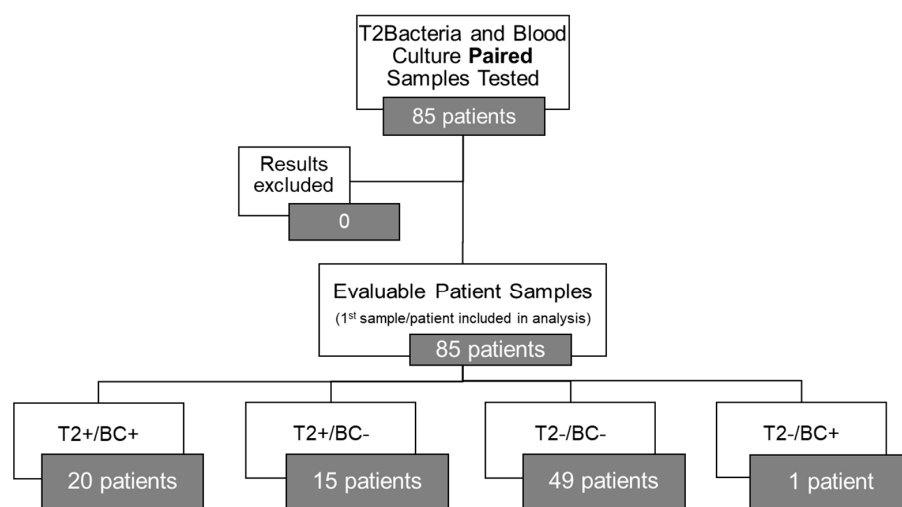 T2Bacteria and Blood
Culture Paired
Samples Tested
85 patients
Results
excluded
0
Evaluable Patient Samples
(1st sample/patient included in analysis)
85 patients
T2+/BC+
20 patients
T2+/BC-
15 patients
T2-/BC-
49 patients
T2-/BC+
1 patient